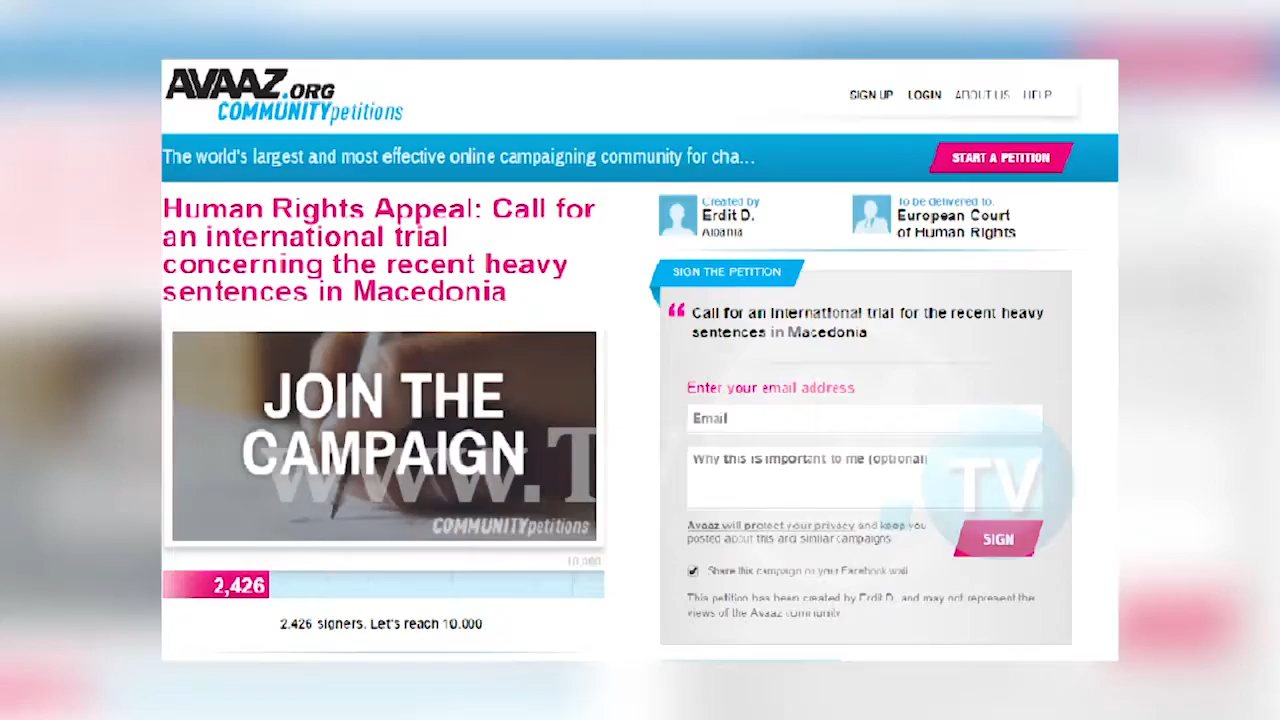 AVAAZ.ORG
COMMUNITYpetitions
SIGN UP LOGIN ABOUT US HELP
The world's largest and most effective online campaigning community for cha...
START A PETITION
Human Rights Appeal: Call for
an international trial
concerning the recent heavy
sentences in Macedonia
Created by
Erdit D.
Albania
To be delivered to:
European Court
of Human Rights
JOIN THE
CAMPAIGN
www.T
COMMUNITYpetitions
10,000
2,426
2,426 signers. Let's reach 10,000
SIGN THE PETITION
Call for an International trial for the recent heavy
sentences in Macedonia
Enter your email address
Email
Why this is important to me (optional)
TV
Avaaz will protect your privacy and keep you
posted about this and similar campaigns.
SIGN
Share this campaign on your Facebook wall
This petition has been created by Erdit D. and may not represent the
views of the Avaaz community.